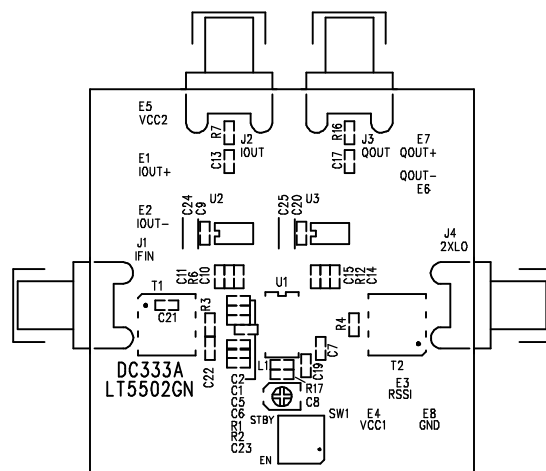 E5
VCC2
R7
J2
IOUT
R16
J3
QOUT
E7
QOUT+
E1
IOUT+
C13
C17
QOUT-
E6
E2
IOUT-
C24
C9
U2
C25
C20
U3
J4
2XLO
J1
IFIN
C11
R6
C10
U1
C15
R12
C14
T1
C21
R3
R4
C7
T2
C22
L1
C19
DC333A
LT5502GN
C2
C1
C5
C6
R1
R2
C23
R17
C8
STBY
SW1
EN
E3
RSSI
E4
VCC1
E8
GND